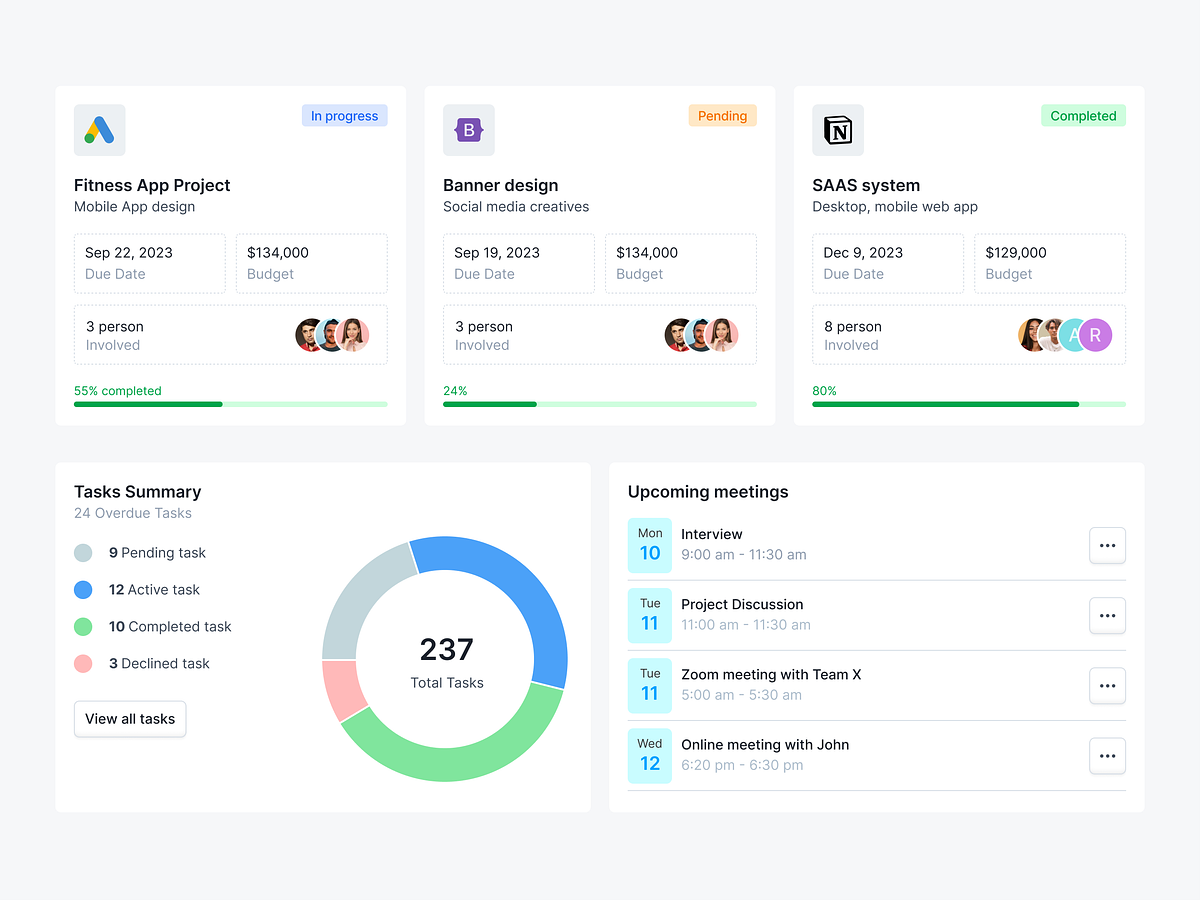 In progress
Fitness App Project
Mobile App design
Sep 22, 2023
Due Date
$134,000
Budget
3 person
Involved
55% completed
B
Pending
Banner design
Social media creatives
Sep 19, 2023
Due Date
$134,000
Budget
3 person
Involved
24%
N
Completed
SAAS system
Desktop, mobile web app
Dec 9, 2023
Due Date
$129,000
Budget
8 person
Involved
A
R
80%
Tasks Summary
24 Overdue Tasks
9 Pending task
12 Active task
10 Completed task
3 Declined task
View all tasks
237
Total Tasks
Upcoming meetings
Mon
10
Interview
9:00 am - 11:30 am
Tue
11
Project Discussion
11:00 am - 11:30 am
Tue
11
Zoom meeting with Team X
5:00 am - 5:30 am
Wed
12
Online meeting with John
6:20 pm - 6:30 pm